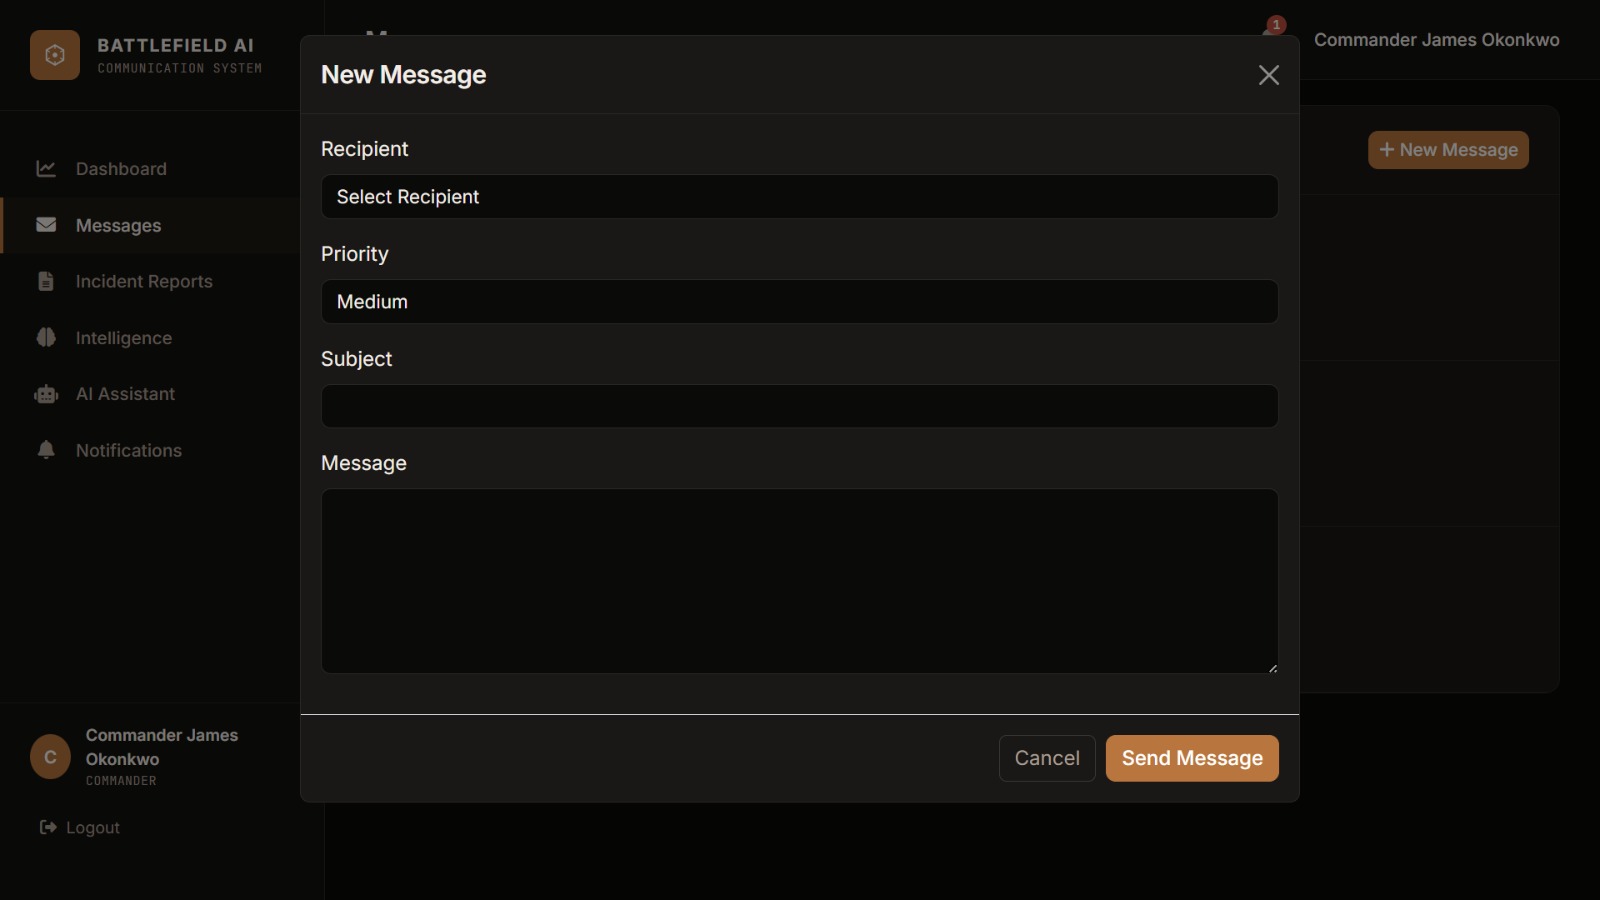 BATTLEFIELD AI
COMMUNICATION SYSTEM
Dashboard
Messages
Incident Reports
Intelligence
AI Assistant
Notifications
Commander James
Okonkwo
COMMANDER
C
Logout
1
Commander James Okonkwo
+ New Message
New Message
Recipient
Select Recipient
Priority
Medium
Subject
Message
Cancel
Send Message